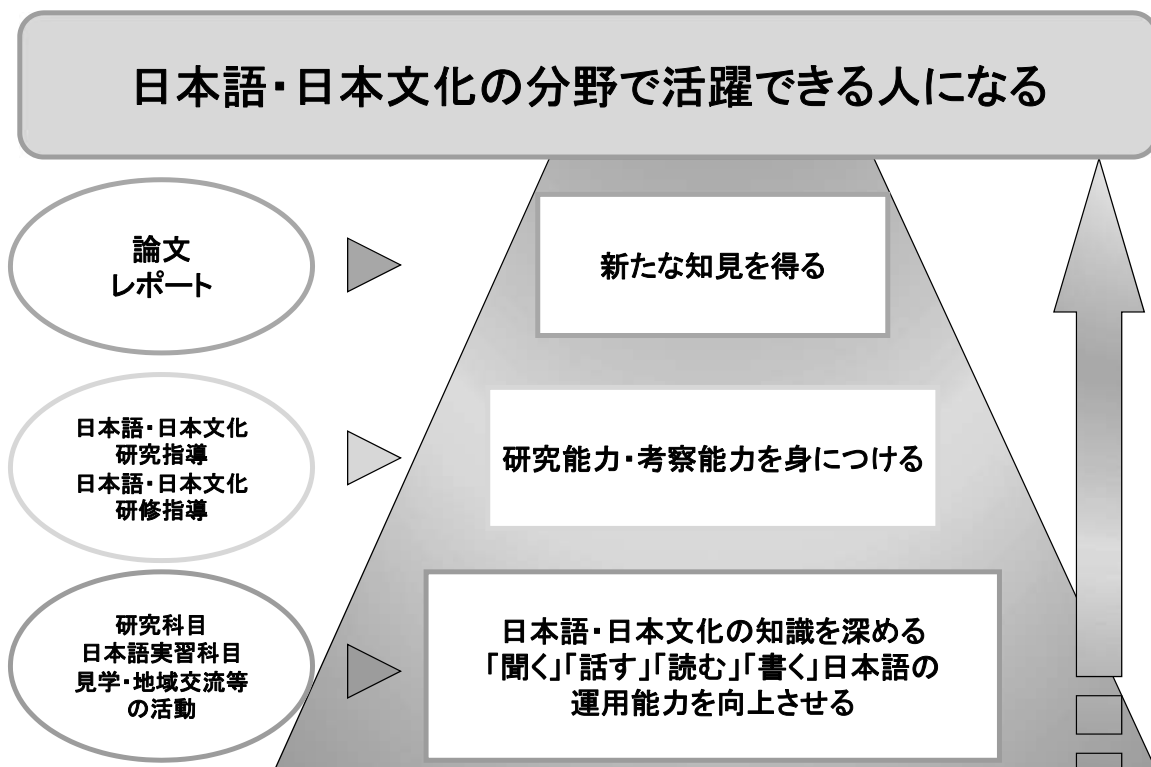 日本語・日本文化の分野で活躍できる人になる
論文
レポート
新たな知見を得る
日本語・日本文化
研究指導
日本語・日本文化
研修指導
研究能力・考察能力を身につける
研究科目
日本語実習科目
見学・地域交流等
の活動
日本語・日本文化の知識を深める
「聞く」「話す」「読む」「書く」日本語の
運用能力を向上させる